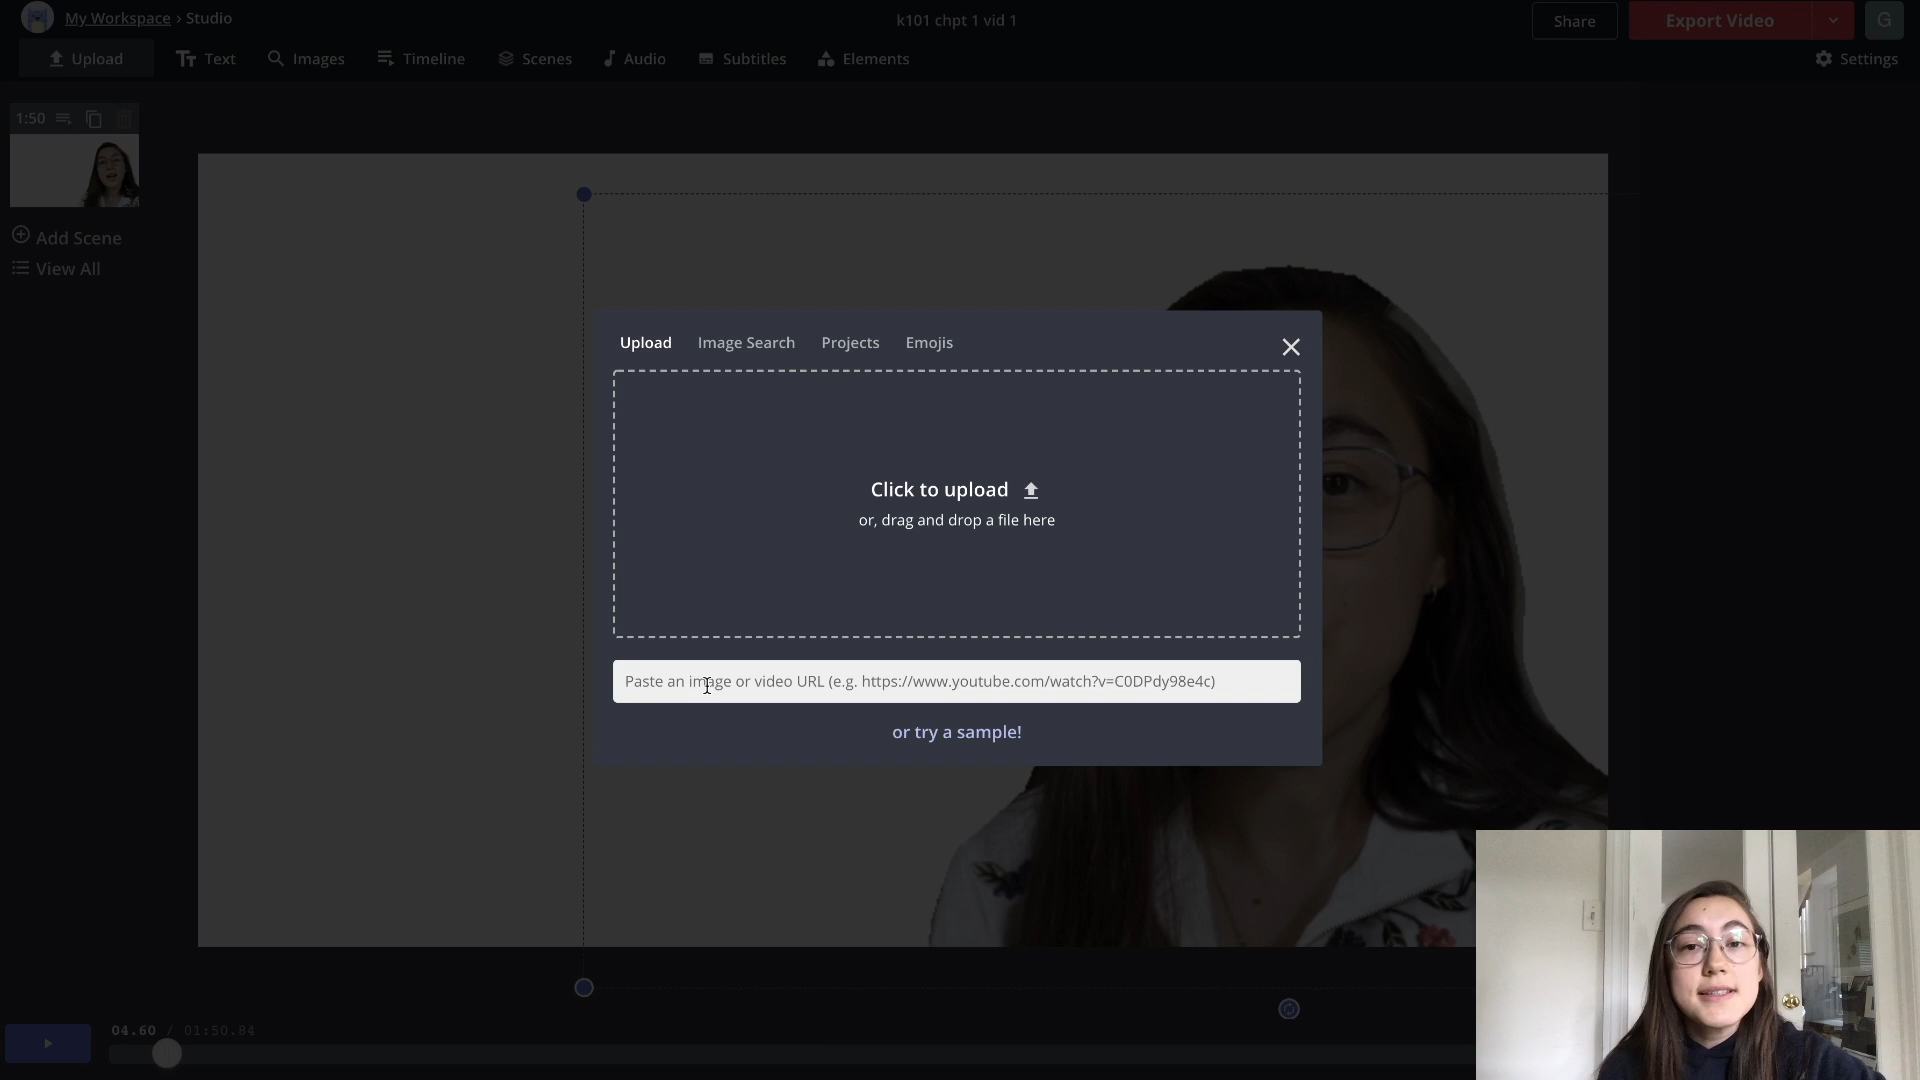 My Workspace › Studio
k101 chpt 1 vid 1
Share
Export Video
G
Upload
Text
Images
Timeline
Scenes
Audio
Subtitles
Elements
Settings
1:50
Add Scene
View All
Upload
Image Search
Projects
Emojis
Click to upload
or, drag and drop a file here
Paste an image or video URL (e.g. https://www.youtube.com/watch?v=C0DPdy98e4c)
or try a sample!
04.60 / 01:50.84